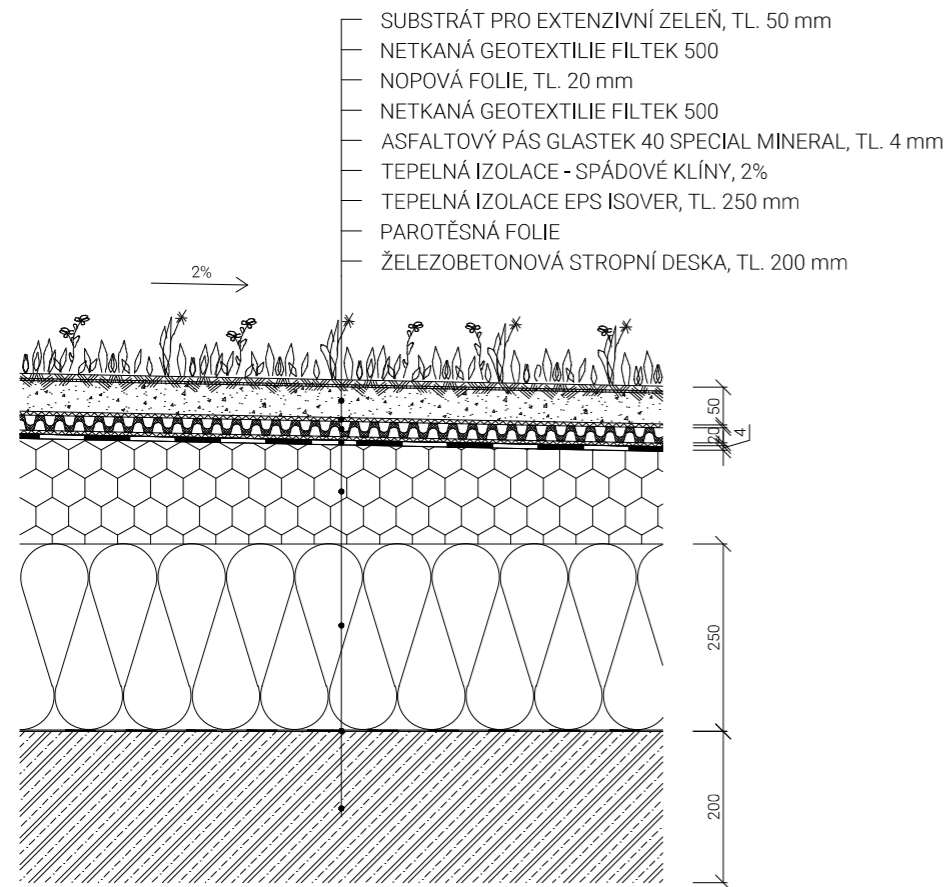 SUBSTRÁT PRO EXTENZIVNÍ ZELEŇ, TL. 50 mm
NETKANÁ GEOTEXTILIE FILTEK 500
NOPOVÁ FOLIE, TL. 20 mm
NETKANÁ GEOTEXTILIE FILTEK 500
ASFALTOVÝ PÁS GLASTEK 40 SPECIAL MINERAL, TL. 4 mm
TEPELNÁ IZOLACE - SPÁDOVÉ KLÍNY, 2%
TEPELNÁ IZOLACE EPS ISOVER, TL. 250 mm
PAROTĚSNÁ FOLIE
ŽELEZOBETONOVÁ STROPNÍ DESKA, TL. 200 mm
2%
50
20
4
250
200